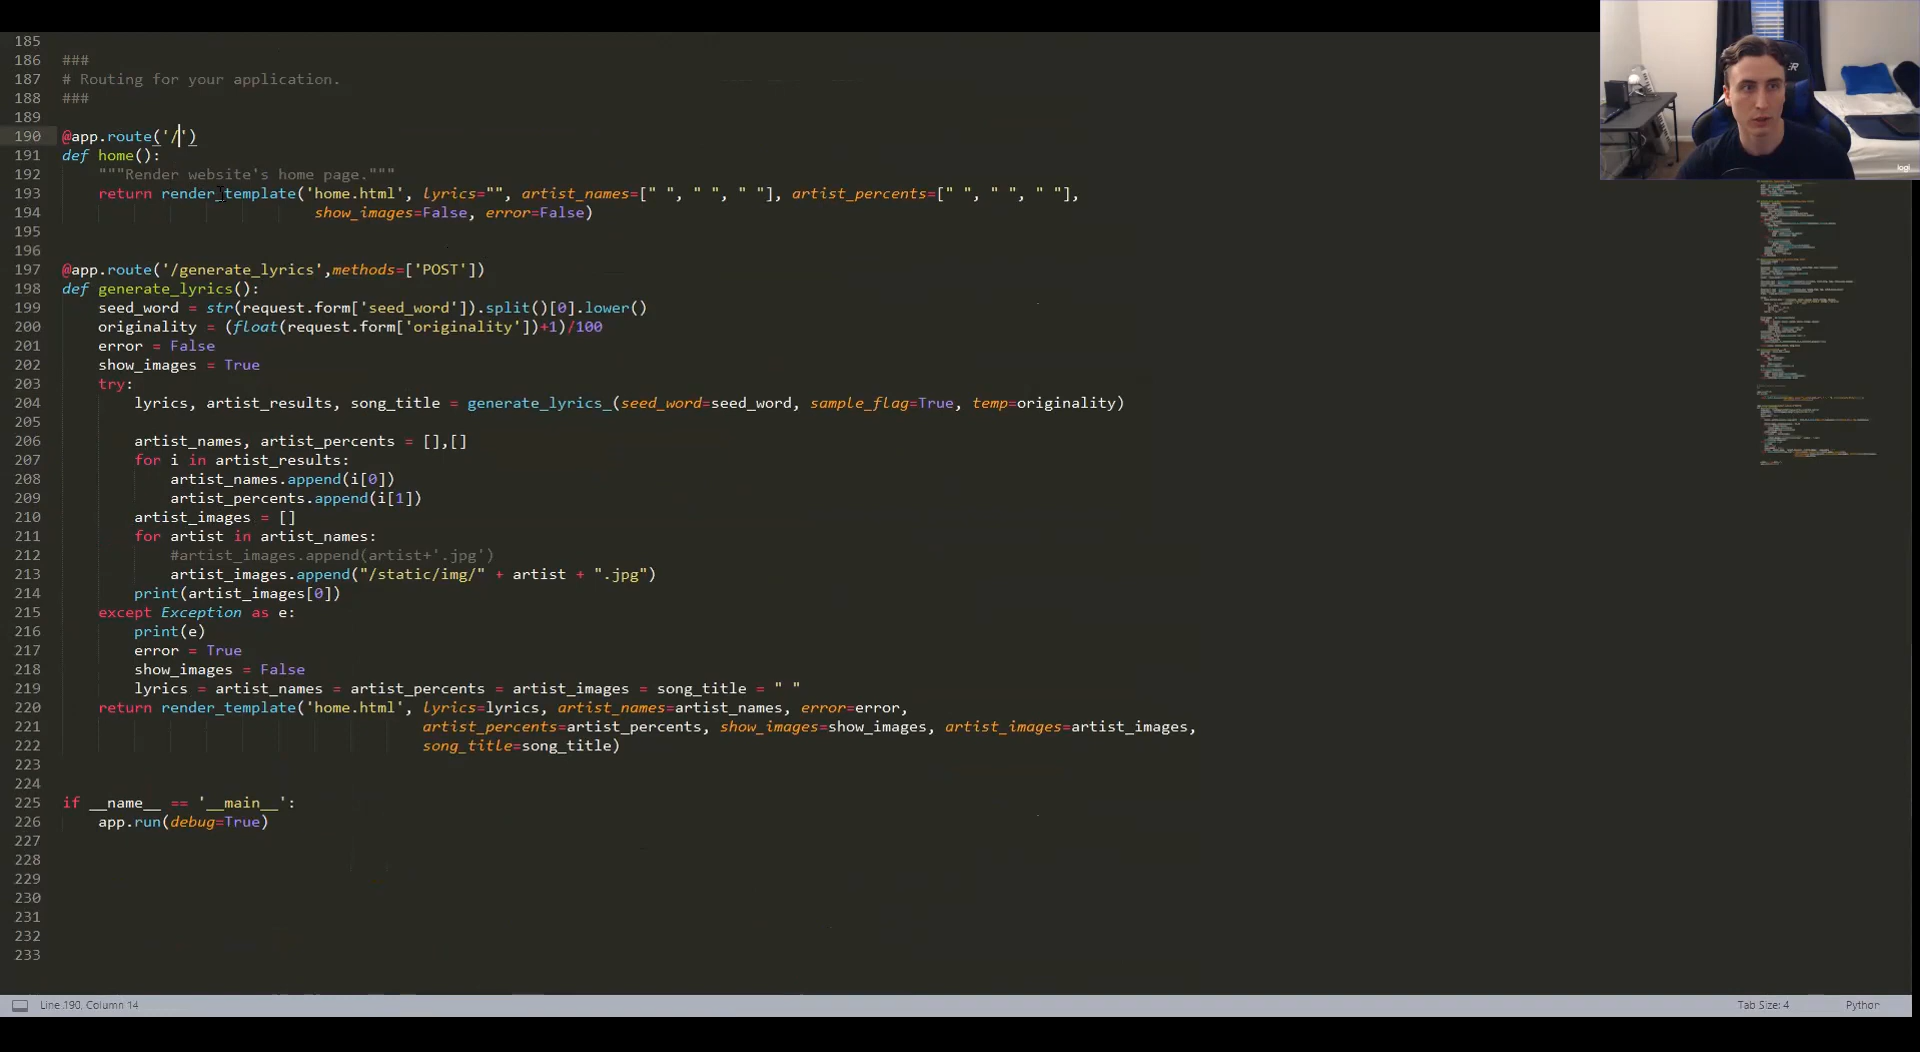 185
186 ###
187 # Routing for your application.
188 ###
189
190 @app.route('/')
191 def home():
192     """Render website's home page."""
193     return render_template('home.html', lyrics="", artist_names=[" ", " ", " "], artist_percents=[" ", " ", " "],
194                             show_images=False, error=False)
195
196
197 @app.route('/generate_lyrics',methods=['POST'])
198 def generate_lyrics():
199     seed_word = str(request.form['seed_word']).split()[0].lower()
200     originality = (float(request.form['originality'])+1)/100
201     error = False
202     show_images = True
203     try:
204         lyrics, artist_results, song_title = generate_lyrics_(seed_word=seed_word, sample_flag=True, temp=originality)
205
206         artist_names, artist_percents = [],[]
207         for i in artist_results:
208             artist_names.append(i[0])
209             artist_percents.append(i[1])
210         artist_images = []
211         for artist in artist_names:
212             #artist_images.append(artist+'.jpg')
213             artist_images.append("/static/img/" + artist + ".jpg")
214         print(artist_images[0])
215     except Exception as e:
216         print(e)
217         error = True
218         show_images = False
219         lyrics = artist_names = artist_percents = artist_images = song_title = " "
220     return render_template('home.html', lyrics=lyrics, artist_names=artist_names, error=error,
221                                         artist_percents=artist_percents, show_images=show_images, artist_images=artist_images,
222                                         song_title=song_title)
223
224
225 if __name__ == '__main__':
226     app.run(debug=True)
227
228
229
230
231
232
233
Line 190, Column 14
Tab Size: 4
Python
logi